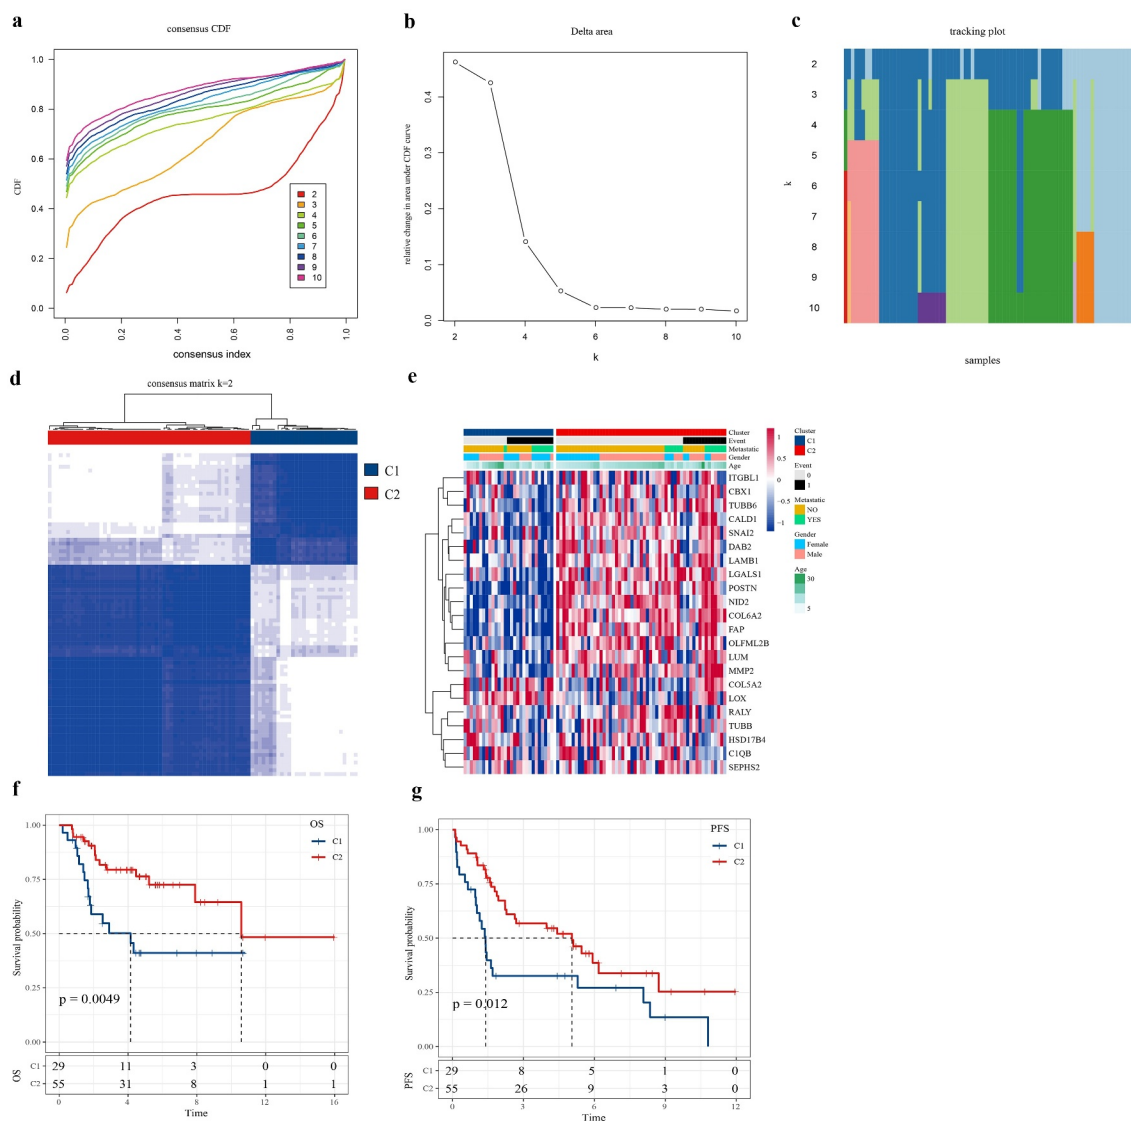 a
consensus CDF
CDF
0.0
0.2
0.4
0.6
0.8
1.0
0.0
0.2
0.4
0.6
0.8
1.0
consensus index
2
3
4
5
6
7
8
9
10
b
Delta area
relative change in area under CDF curve
0.0
0.1
0.2
0.3
0.4
2
4
6
8
10
k
c
tracking plot
k
2
3
4
5
6
7
8
9
10
samples
d
consensus matrix k=2
C1
C2
e
Cluster
Event
Metastatic
Gender
Age
ITGBL1
CBX1
TUBB6
CALD1
SNAI2
DAB2
LAMB1
LGALS1
POSTN
NID2
COL6A2
FAP
OLFML2B
LUM
MMP2
COL5A2
LOX
RALY
TUBB
HSD17B4
C1QB
SEPHS2
1
0.5
0
−0.5
−1
Cluster
C1
C2
Event
0
1
Metastatic
NO
YES
Gender
Female
Male
Age
30
5
f
OS
C1
C2
Survival probability
1.00
0.75
0.50
0.25
0.00
p = 0.0049
OS
C1 29 11 3 0 0
C2 55 31 8 1 1
0 4 8 12 16
Time
g
PFS
C1
C2
Survival probability
1.00
0.75
0.50
0.25
0.00
p = 0.012
PFS
C1 29 8 5 1 0
C2 55 26 9 3 0
0 3 6 9 12
Time